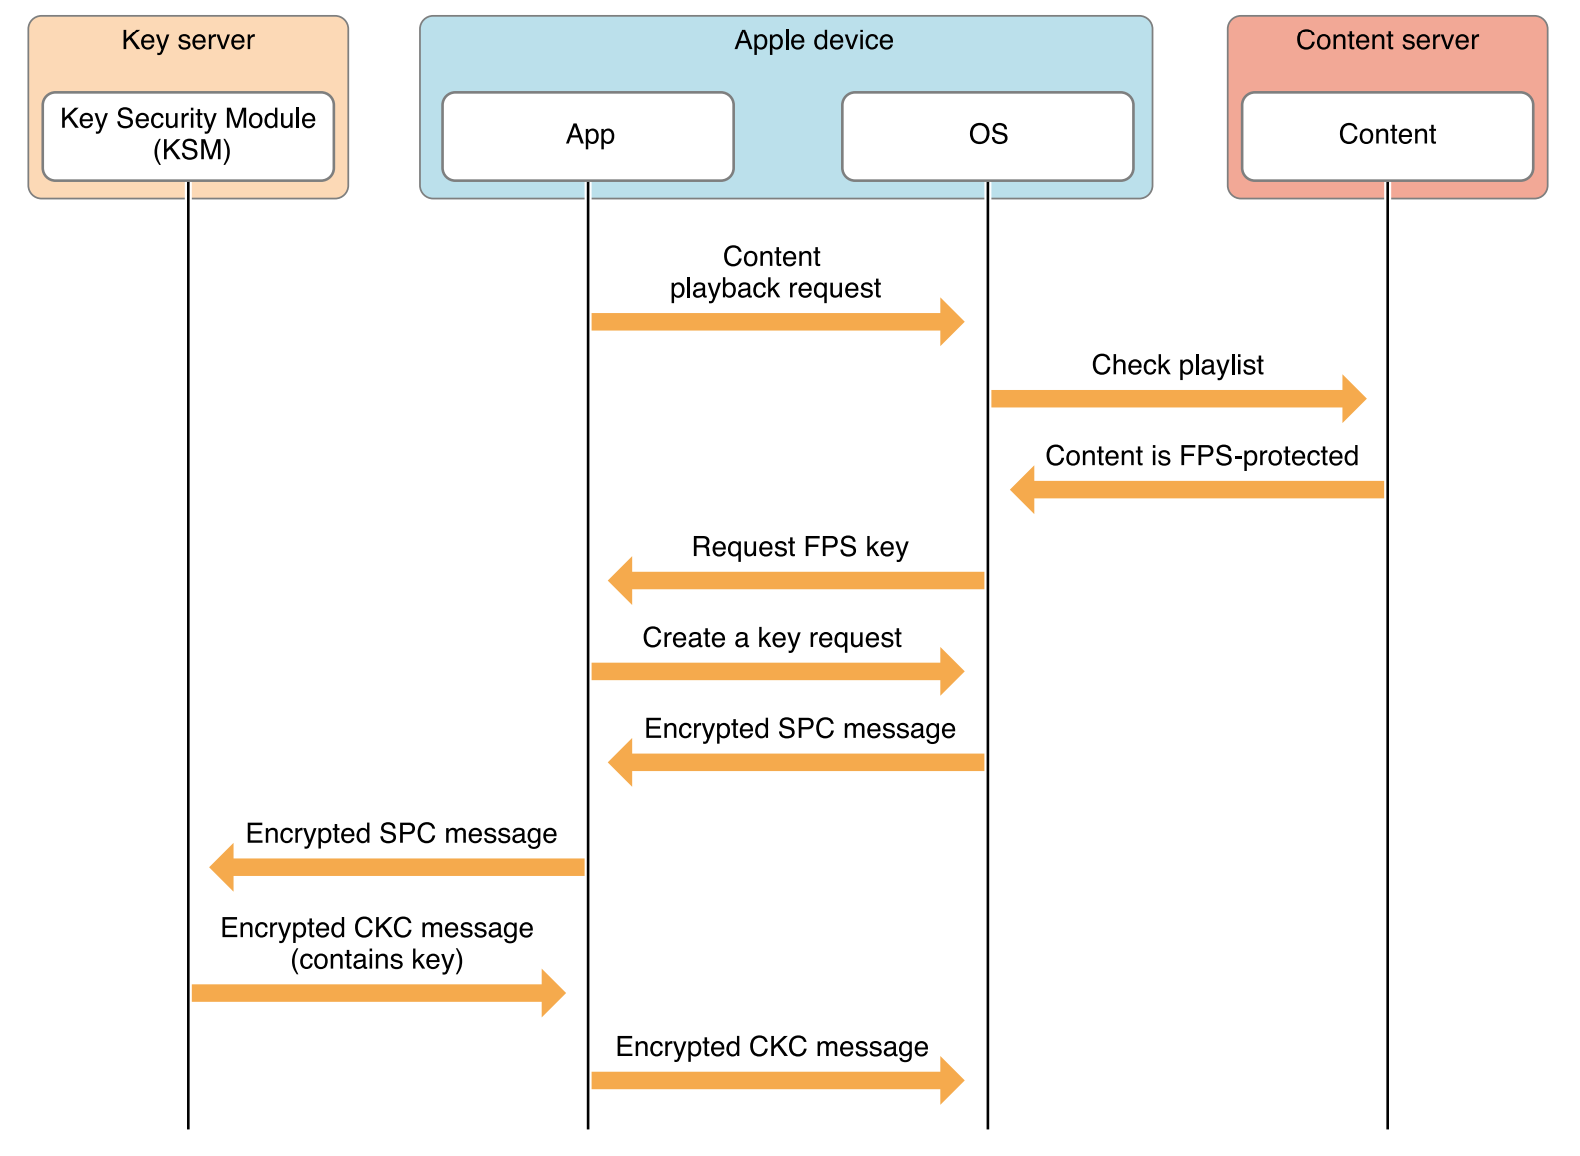 Key server
Apple device
Content server
Key Security Module
(KSM)
App
OS
Content
Content
playback request
Check playlist
Content is FPS-protected
Request FPS key
Create a key request
Encrypted SPC message
Encrypted SPC message
Encrypted CKC message
(contains key)
Encrypted CKC message